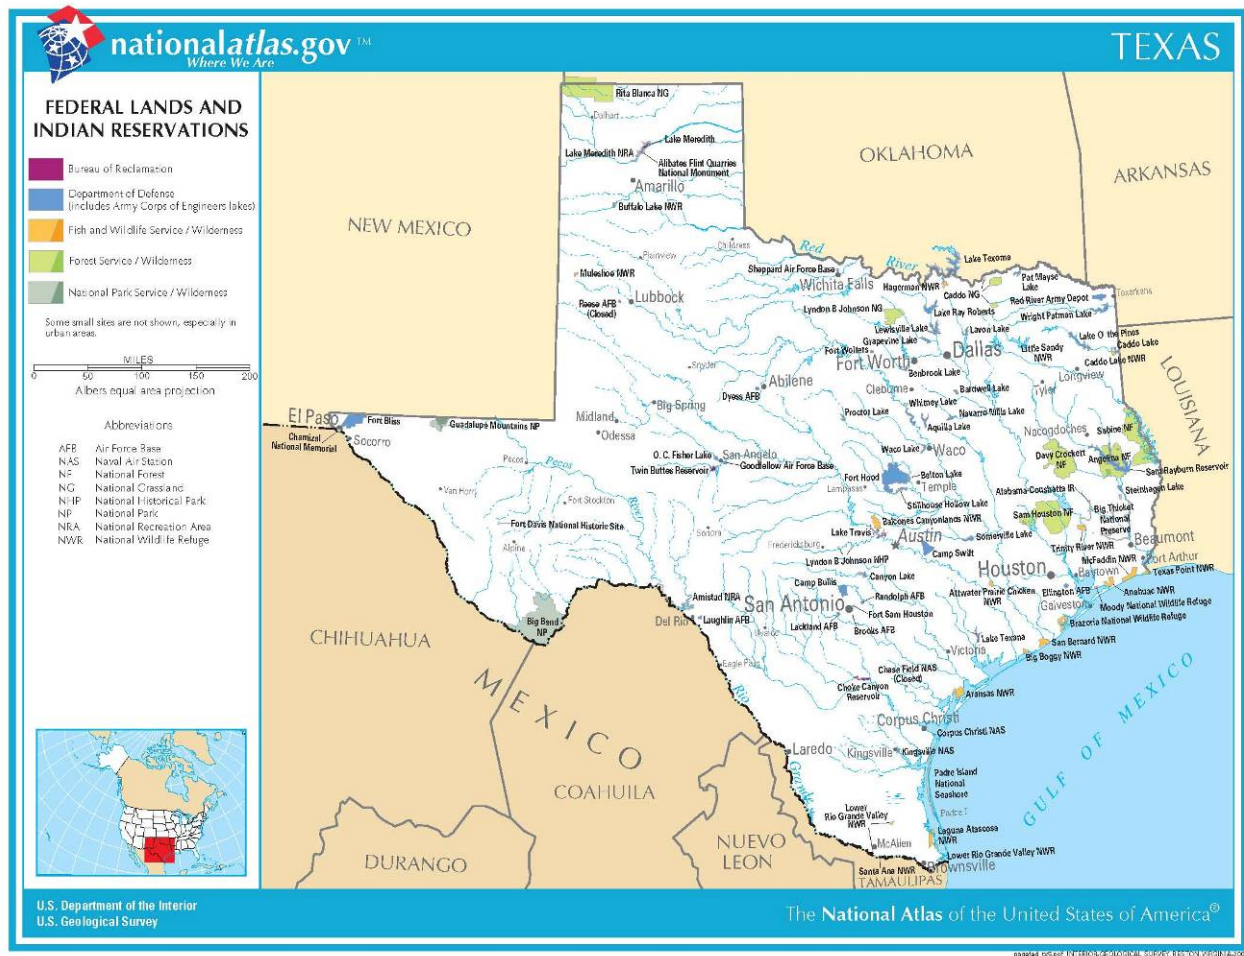 nationalatlas.gov ™
Where We Are
TEXAS
FEDERAL LANDS AND
INDIAN RESERVATIONS
Bureau of Reclamation
Department of Defense
(includes Army Corps of Engineers lakes)
Fish and Wildlife Service / Wilderness
Forest Service / Wilderness
National Park Service / Wilderness
Some small sites are not shown, especially in
urban areas.
MILES
0 50 100 150 200
Albers equal area projection
Abbreviations
AFB Air Force Base
NAS Naval Air Station
NF National Forest
NG National Grassland
NHP National Historical Park
NP National Park
NRA National Recreation Area
NWR National Wildlife Refuge
OKLAHOMA
ARKANSAS
NEW MEXICO
LOUISIANA
CHIHUAHUA
MEXICO
COAHUILA
DURANGO
NUEVO
LEON
TAMAULIPAS
GULF OF MEXICO
Rita Blanca NG
Dalhart
Lake Meredith
Lake Meredith NRA
Alibates Flint Quarries
National Monument
Amarillo
Buffalo Lake NWR
Childress
Red
River
Plainview
Muleshoe NWR
Lubbock
Reese AFB
(Closed)
Sheppard Air Force Base
Wichita Falls
Lake Texoma
Hagerman NWR
Pat Mayse
Lake
Caddo NG
Red River Army Depot
Texarkana
Wright Patman Lake
Lyndon B Johnson NG
Lake Ray Roberts
Lewisville Lake
Lavon Lake
Grapevine Lake
Lake O' the Pines
Caddo Lake
Caddo Lake NWR
Little Sandy
NWR
Fort Wolters
Fort Worth
Dallas
Benbrook Lake
Longview
Tyler
Snyder
Abilene
Dyess AFB
Cleburne
Bardwell Lake
Whitney Lake
Navarro Mills Lake
Proctor Lake
Aquilla Lake
Big Spring
Midland
Odessa
El Paso
Fort Bliss
Chamizal
National Memorial
Socorro
Guadalupe Mountains NP
Nacogdoches
Sabine NF
Waco Lake
Waco
Davy Crockett
NF
Angelina NF
Sam Rayburn Reservoir
Pecos
Pecos
River
O. C. Fisher Lake
San Angelo
Twin Buttes Reservoir
Goodfellow Air Force Base
Fort Hood
Belton Lake
Temple
Lampasas
Stillhouse Hollow Lake
Alabama-Coushatta IR
Steinhagen Lake
Van Horn
Fort Stockton
Fort Davis National Historic Site
Alpine
Sonora
Balcones Canyonlands NWR
Lake Travis
Austin
Sam Houston NF
Big Thicket
National
Preserve
Somerville Lake
Fredericksburg
Camp Swift
Lyndon B Johnson NHP
Trinity River NWR
Beaumont
McFaddin NWR
Port Arthur
Houston
Baytown
Texas Point NWR
Canyon Lake
Camp Bullis
San Antonio
Randolph AFB
Attwater Prairie Chicken
NWR
Ellington AFB
Anahuac NWR
Galveston
Moody National Wildlife Refuge
Fort Sam Houston
Lackland AFB
Brooks AFB
Brazoria National Wildlife Refuge
Amistad NRA
Del Rio
Laughlin AFB
Uvalde
Big Bend
NP
Lake Texana
San Bernard NWR
Victoria
Big Boggy NWR
Eagle Pass
Chase Field NAS
(Closed)
Choke Canyon
Reservoir
Aransas NWR
Rio
Grande
Corpus Christi
Corpus Christi NAS
Laredo
Kingsville
Kingsville NAS
Padre Island
National
Seashore
Padre I
Lower
Rio Grande Valley
NWR
Laguna Atascosa
NWR
McAllen
Lower Rio Grande Valley NWR
Santa Ana NWR
Brownsville
U.S. Department of the Interior
U.S. Geological Survey
The National Atlas of the United States of America®